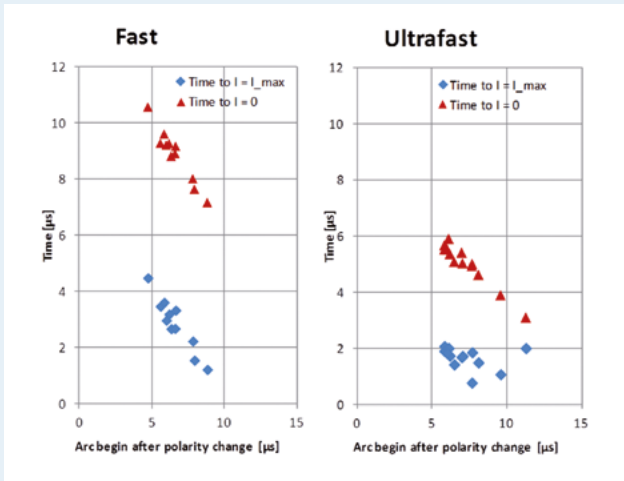 Fast
Ultrafast
12
10
8
6
4
2
0
Time [µs]
Time to I = I_max
Time to I = 0
0
5
10
15
Arc begin after polarity change [µs]
12
10
8
6
4
2
0
Time [µs]
Time to I = I_max
Time to I = 0
0
5
10
15
Arc begin after polarity change [µs]